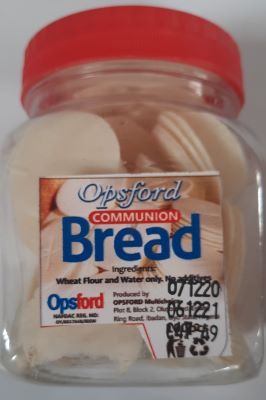 Opsford
COMMUNION
Bread
Ingredients:
Wheat Flour and Water only. No additives
071220
061221
Opsford
Produced by
OPSFORD
Plot 8, Block 2,
Ring Road, Ibadan,
NAFDAC REG. NO: